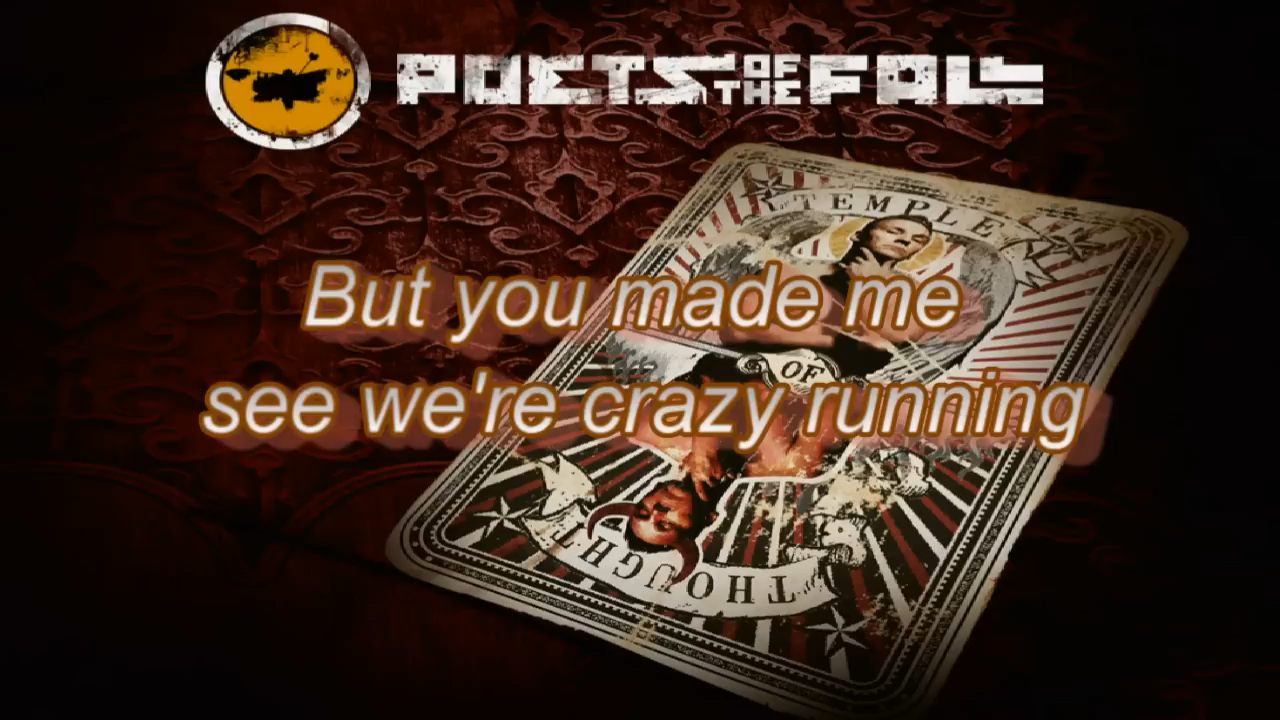 POETS OF THE FALL
TEMPLE
But you made me
OF
see we're crazy running
THOUGHT